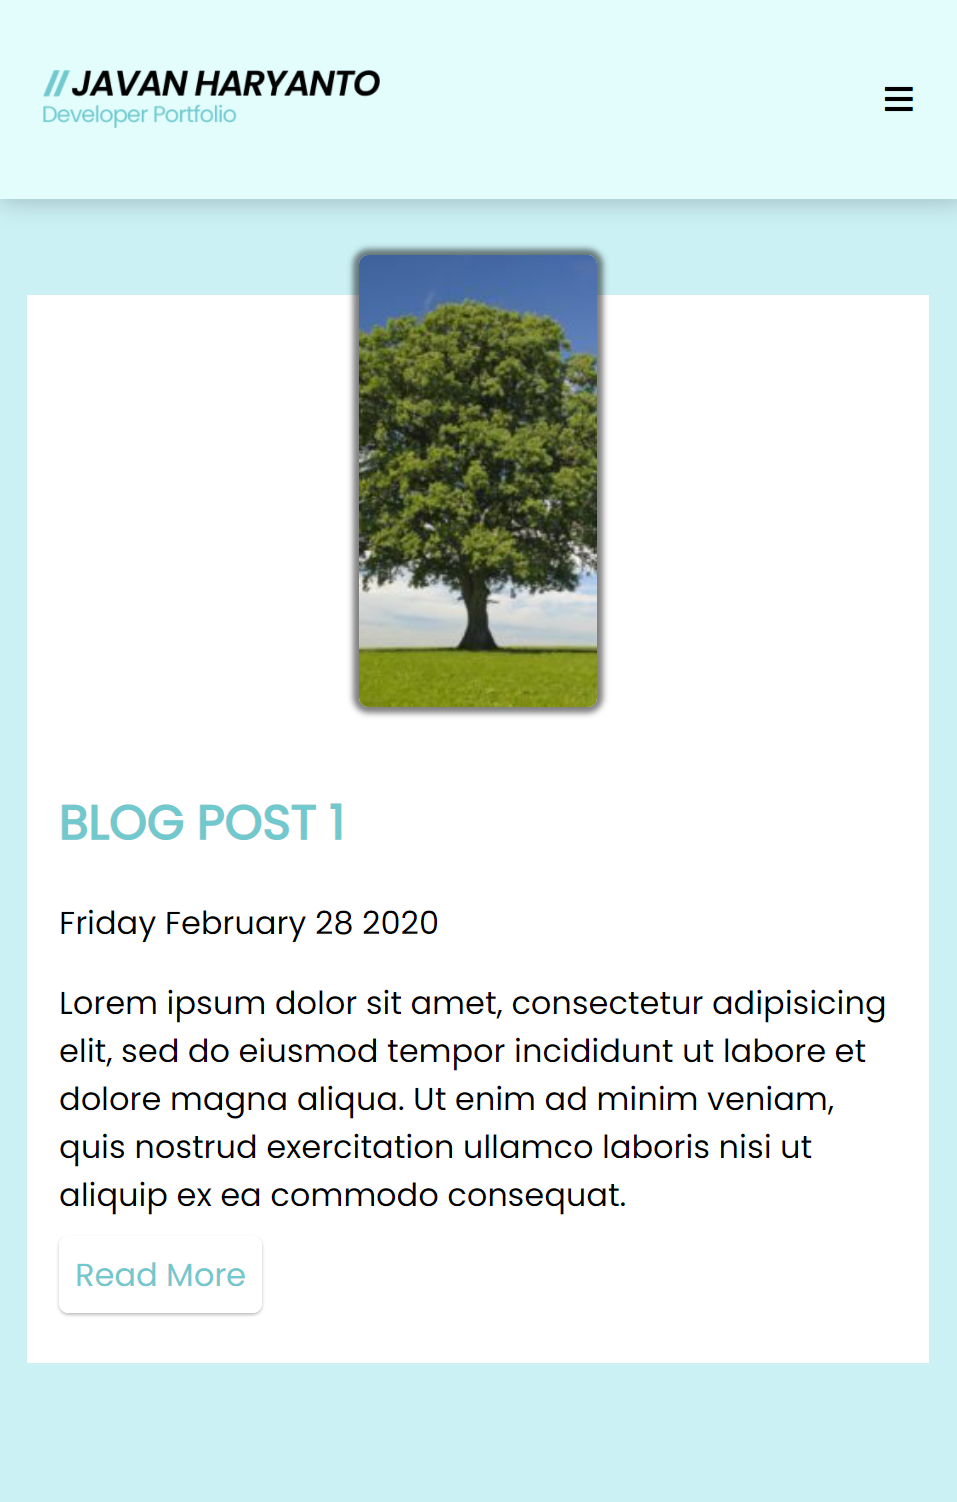 //JAVAN HARYANTO
Developer Portfolio
BLOG POST 1
Friday February 28 2020
Lorem ipsum dolor sit amet, consectetur adipisicing
elit, sed do eiusmod tempor incididunt ut labore et
dolore magna aliqua. Ut enim ad minim veniam,
quis nostrud exercitation ullamco laboris nisi ut
aliquip ex ea commodo consequat.
Read More